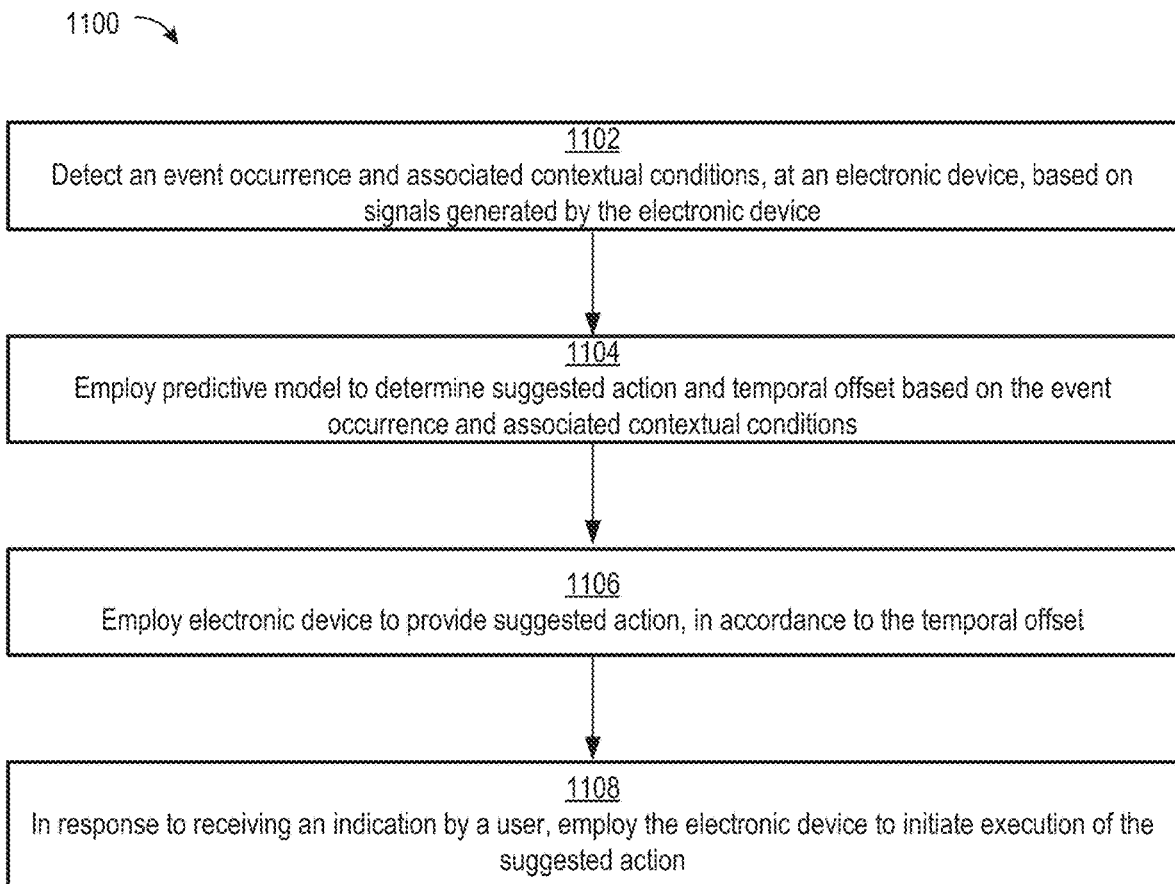 1100
1102
Detect an event occurrence and associated contextual conditions, at an electronic device, based on
signals generated by the electronic device
1104
Employ predictive model to determine suggested action and temporal offset based on the event
occurrence and associated contextual conditions
1106
Employ electronic device to provide suggested action, in accordance to the temporal offset
1108
In response to receiving an indication by a user, employ the electronic device to initiate execution of the
suggested action